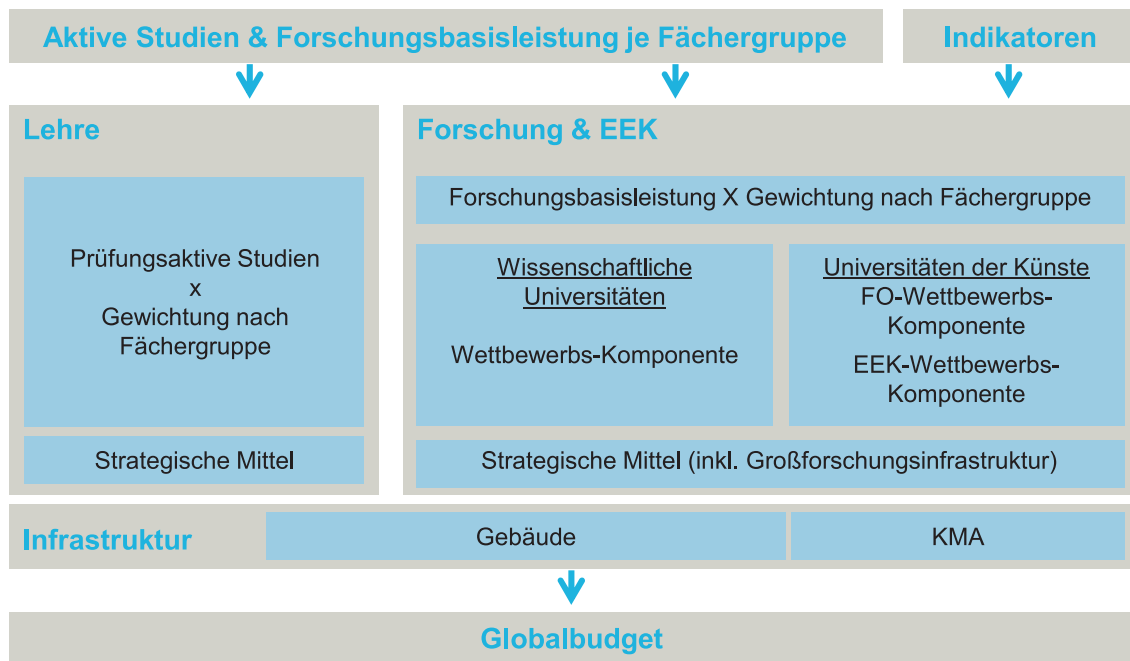 Aktive Studien & Forschungsbasisleistung je Fächergruppe
Indikatoren
Lehre
Prüfungsaktive Studien
x
Gewichtung nach
Fächergruppe
Strategische Mittel
Forschung & EEK
Forschungsbasisleistung X Gewichtung nach Fächergruppe
Wissenschaftliche
Universitäten
Wettbewerbs-Komponente
Universitäten der Künste
FO-Wettbewerbs-
Komponente
EEK-Wettbewerbs-
Komponente
Strategische Mittel (inkl. Großforschungsinfrastruktur)
Infrastruktur
Gebäude
KMA
Globalbudget